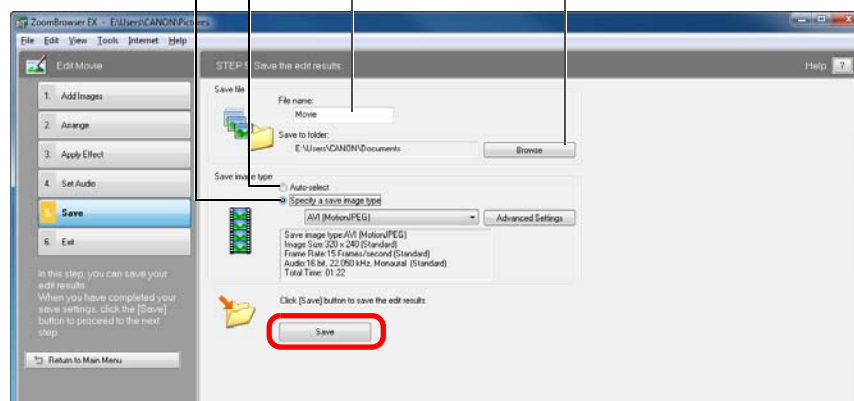 ZoomBrowser EX - E:\Users\CANON\Pictures
File Edit View Tools Internet Help
Edit Movie
STEP 5 Save the edit results. Help ?
1. Add Images
2. Arrange
3. Apply Effect
4. Set Audio
5. Save
6. Exit
In this step, you can save your
edit results.
When you have completed your
save settings, click the [Save]
button to proceed to the next
step.
Return to Main Menu
Save file
File name:
Movie
Save to folder:
E:\Users\CANON\Documents Browse
Save image type
Auto-select
Specify a save image type
AVI (MotionJPEG) Advanced Settings
Save image type:AVI (MotionJPEG)
Image Size:320 x 240 (Standard)
Frame Rate:15 Frames/second (Standard)
Audio:16 bit, 22.050 kHz, Monaural (Standard)
Total Time: 01:22
Click [Save] button to save the edit results.
Save